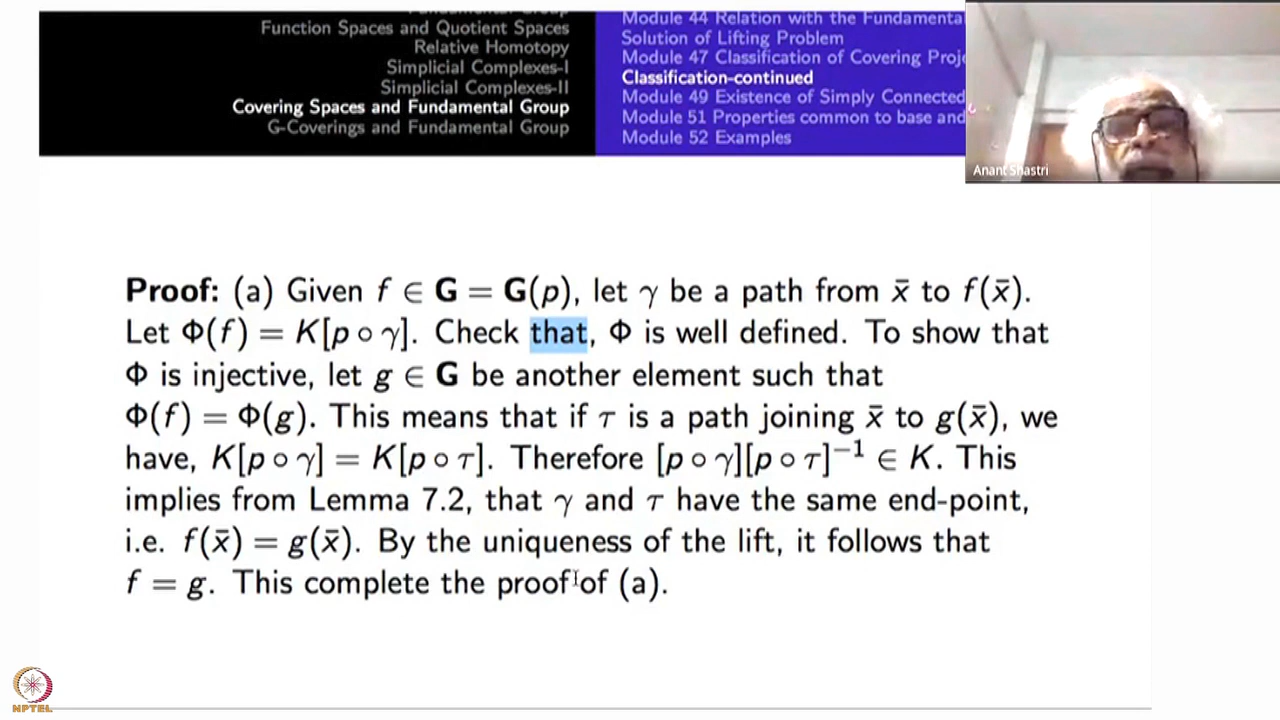 Function Spaces and Quotient Spaces
Relative Homotopy
Simplicial Complexes-I
Simplicial Complexes-II
Covering Spaces and Fundamental Group
G-Coverings and Fundamental Group
Module 44 Relation with the Fundamenta
Solution of Lifting Problem
Module 47 Classification of Covering Proje
Classification-continued
Module 49 Existence of Simply Connected
Module 51 Properties common to base and
Module 52 Examples
Anant Shastri
Proof: (a) Given f ∈ G = G(p), let γ be a path from x̄ to f(x̄).
Let Φ(f) = K[p ∘ γ]. Check that, Φ is well defined. To show that
Φ is injective, let g ∈ G be another element such that
Φ(f) = Φ(g). This means that if τ is a path joining x̄ to g(x̄), we
have, K[p ∘ γ] = K[p ∘ τ]. Therefore [p ∘ γ][p ∘ τ]⁻¹ ∈ K. This
implies from Lemma 7.2, that γ and τ have the same end-point,
i.e. f(x̄) = g(x̄). By the uniqueness of the lift, it follows that
f = g. This complete the proof of (a).
NPTEL